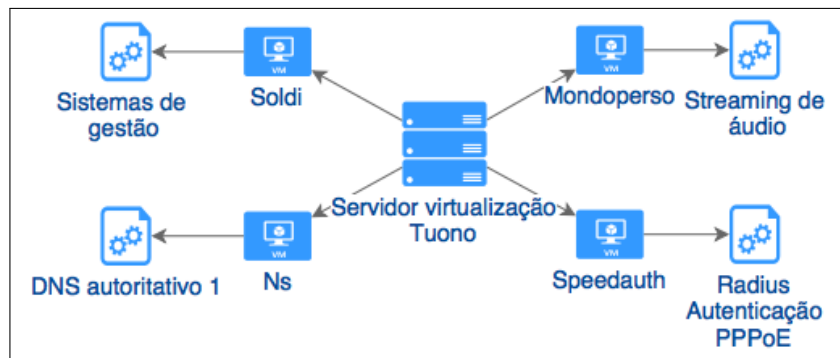 VM
Soldi
Sistemas de
gestão
VM
Mondoperso
Streaming de
áudio
Servidor virtualização
Tuono
VM
Ns
DNS autoritativo 1
VM
Speedauth
Radius
Autenticação
PPPoE